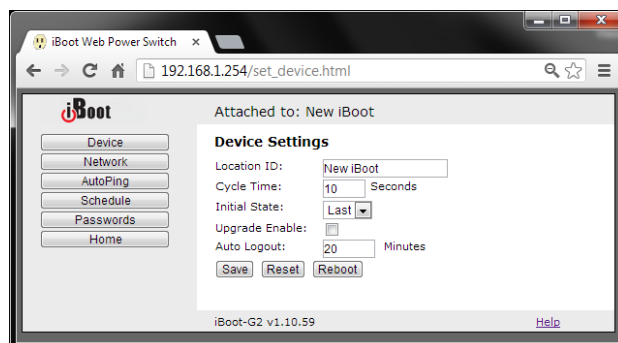 iBoot Web Power Switch ×
192.168.1.254/set_device.html
iBoot
Attached to: New iBoot
Device
Network
AutoPing
Schedule
Passwords
Home
Device Settings
Location ID: New iBoot
Cycle Time: 10 Seconds
Initial State: Last
Upgrade Enable:
Auto Logout: 20 Minutes
Save Reset Reboot
iBoot-G2 v1.10.59 Help